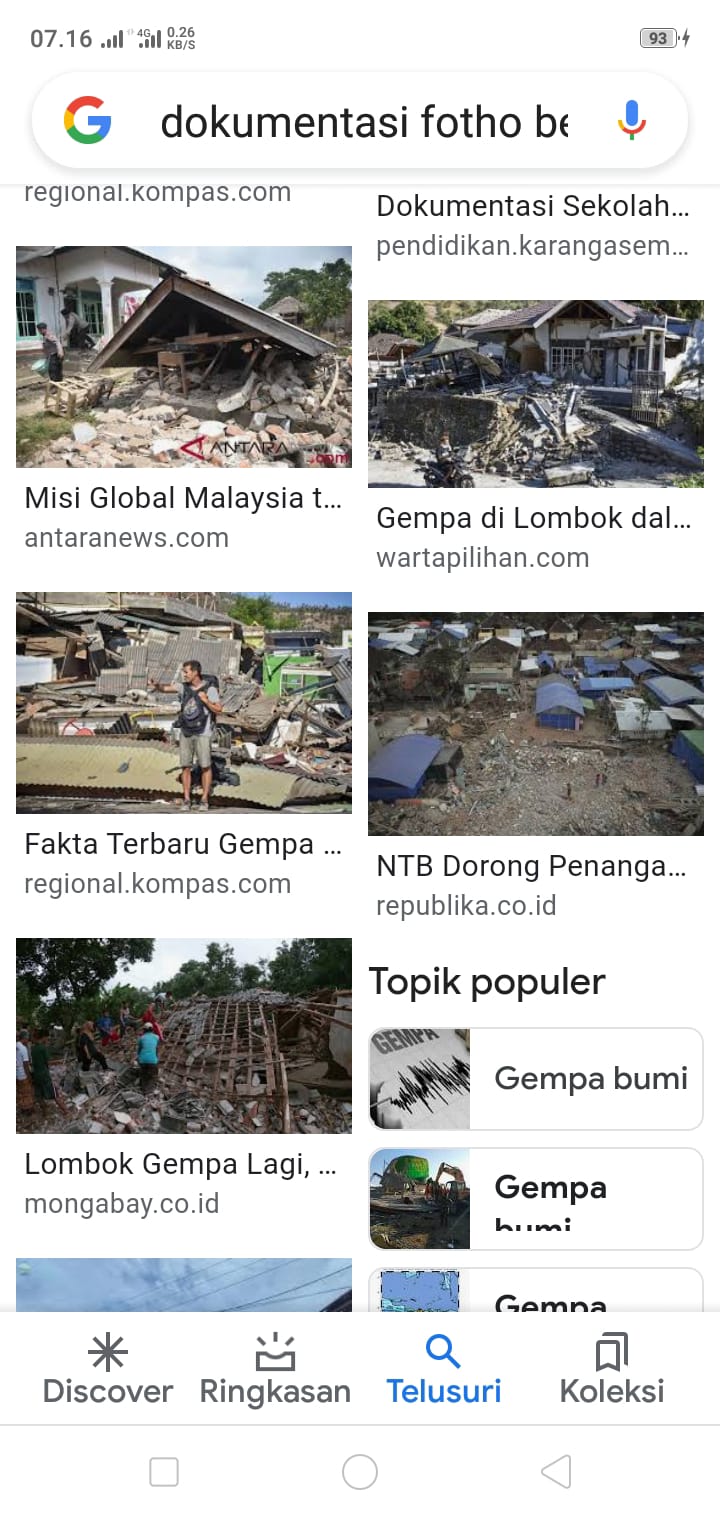 07.16
4G
0.26
KB/S
93
dokumentasi fotho be
regional.kompas.com
ANTARA
.com
Misi Global Malaysia t...
antaranews.com
Fakta Terbaru Gempa ...
regional.kompas.com
Lombok Gempa Lagi, ...
mongabay.co.id
Dokumentasi Sekolah...
pendidikan.karangasem...
Gempa di Lombok dal...
wartapilihan.com
NTB Dorong Penanga...
republika.co.id
Topik populer
GEMPA
Gempa bumi
Gempa
bumi
Gempa
Discover
Ringkasan
Telusuri
Koleksi